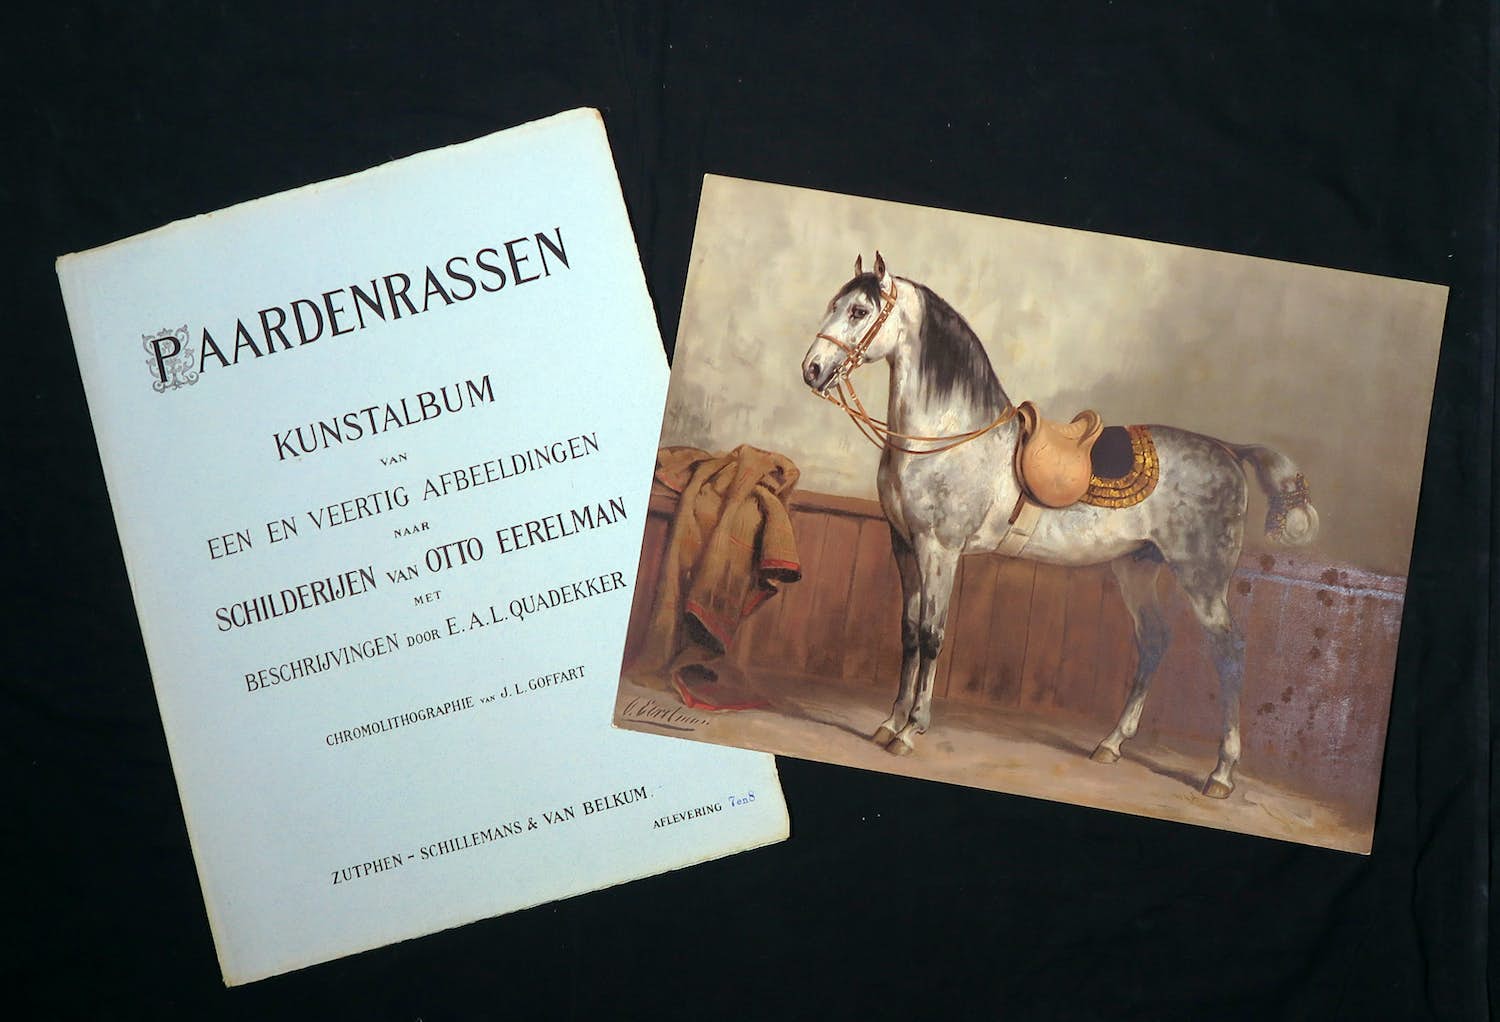 PAARDENRASSEN
KUNSTALBUM
VAN
EEN EN VEERTIG AFBEELDINGEN
NAAR
SCHILDERIJEN VAN OTTO EERELMAN
MET
BESCHRIJVINGEN DOOR E. A. L. QUADEKKER
CHROMOLITHOGRAPHIE VAN J. L. GOFFART
ZUTPHEN - SCHILLEMANS & VAN BELKUM.
AFLEVERING 7en8
O. Eerelman.